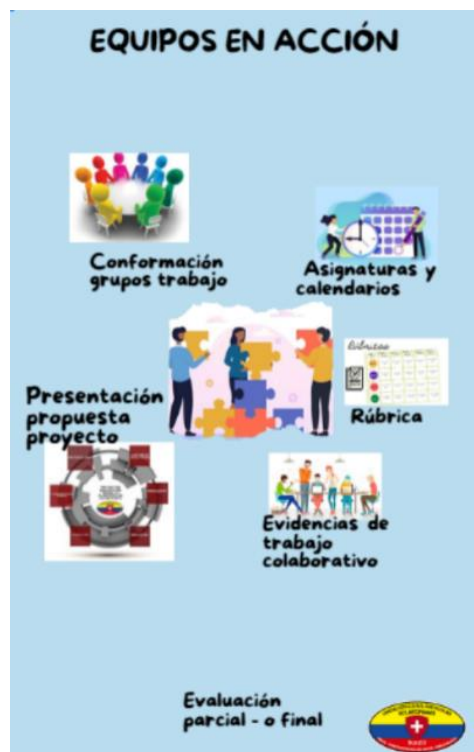 EQUIPOS EN ACCIÓN
Conformación
grupos trabajo
Asignaturas y
calendarios
Rúbricas
Presentación
propuesta
proyecto
Rúbrica
Evidencias de
trabajo
colaborativo
Evaluación
parcial - o final